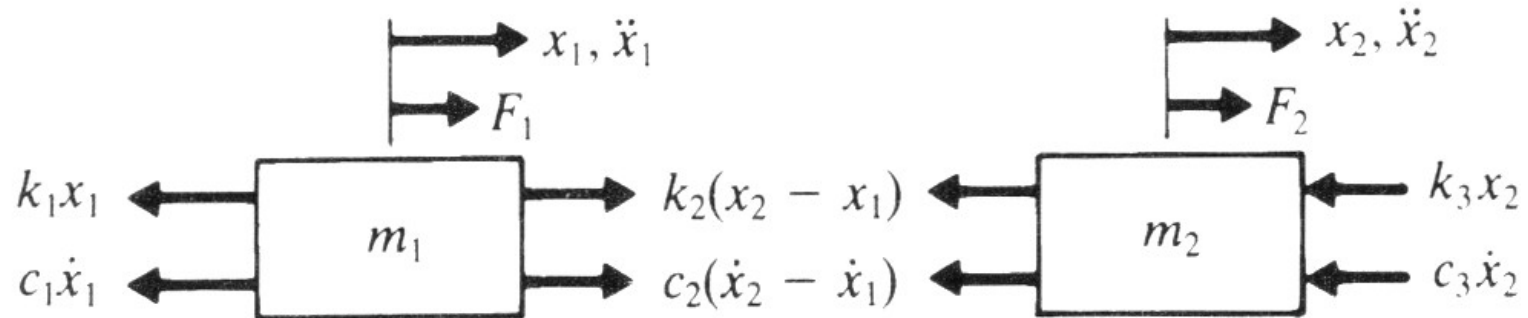 x₁, ẍ₁ x₂, ẍ₂
F₁ F₂
k₁x₁ k₂(x₂ − x₁) k₃x₂
m₁ m₂
c₁ẋ₁ c₂(ẋ₂ − ẋ₁) c₃ẋ₂